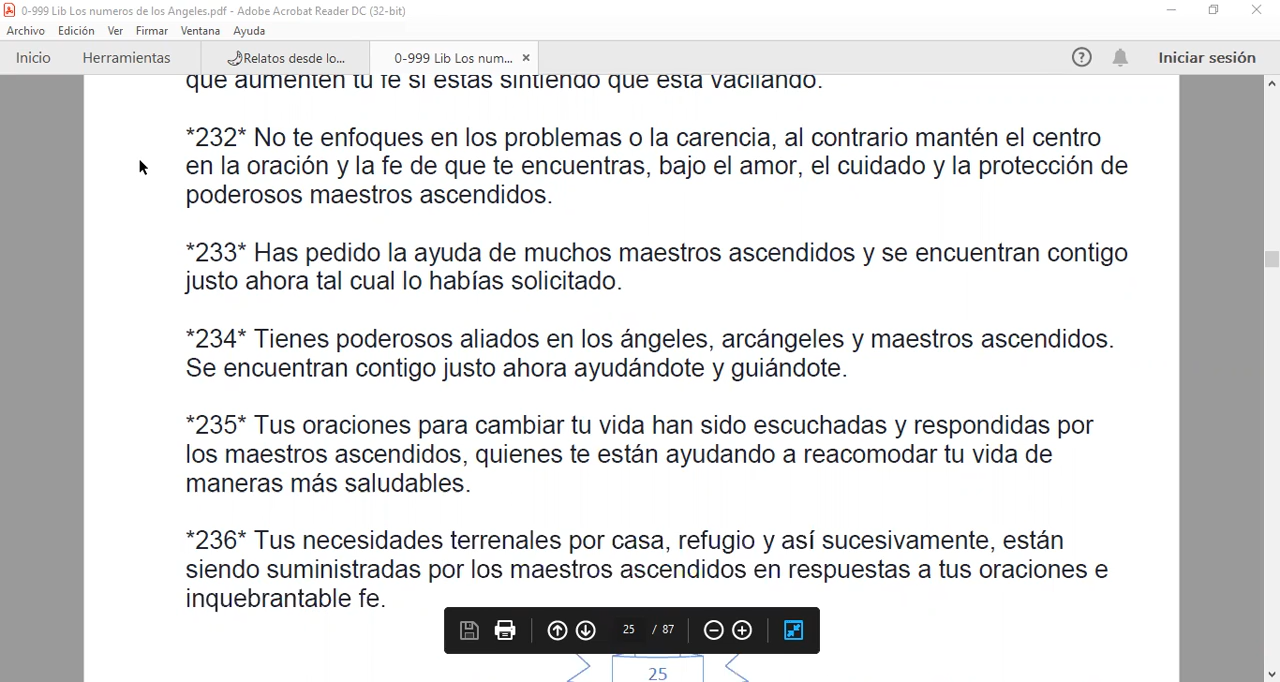 0-999 Lib Los numeros de los Angeles.pdf - Adobe Acrobat Reader DC (32-bit)
Archivo Edición Ver Firmar Ventana Ayuda
Inicio Herramientas Relatos desde lo... 0-999 Lib Los num... × Iniciar sesión
que aumenten tu fe si estas sintiendo que esta vacilando.
*232* No te enfoques en los problemas o la carencia, al contrario mantén el centro
en la oración y la fe de que te encuentras, bajo el amor, el cuidado y la protección de
poderosos maestros ascendidos.
*233* Has pedido la ayuda de muchos maestros ascendidos y se encuentran contigo
justo ahora tal cual lo habías solicitado.
*234* Tienes poderosos aliados en los ángeles, arcángeles y maestros ascendidos.
Se encuentran contigo justo ahora ayudándote y guiándote.
*235* Tus oraciones para cambiar tu vida han sido escuchadas y respondidas por
los maestros ascendidos, quienes te están ayudando a reacomodar tu vida de
maneras más saludables.
*236* Tus necesidades terrenales por casa, refugio y así sucesivamente, están
siendo suministradas por los maestros ascendidos en respuestas a tus oraciones e
inquebrantable fe.
25 / 87
25